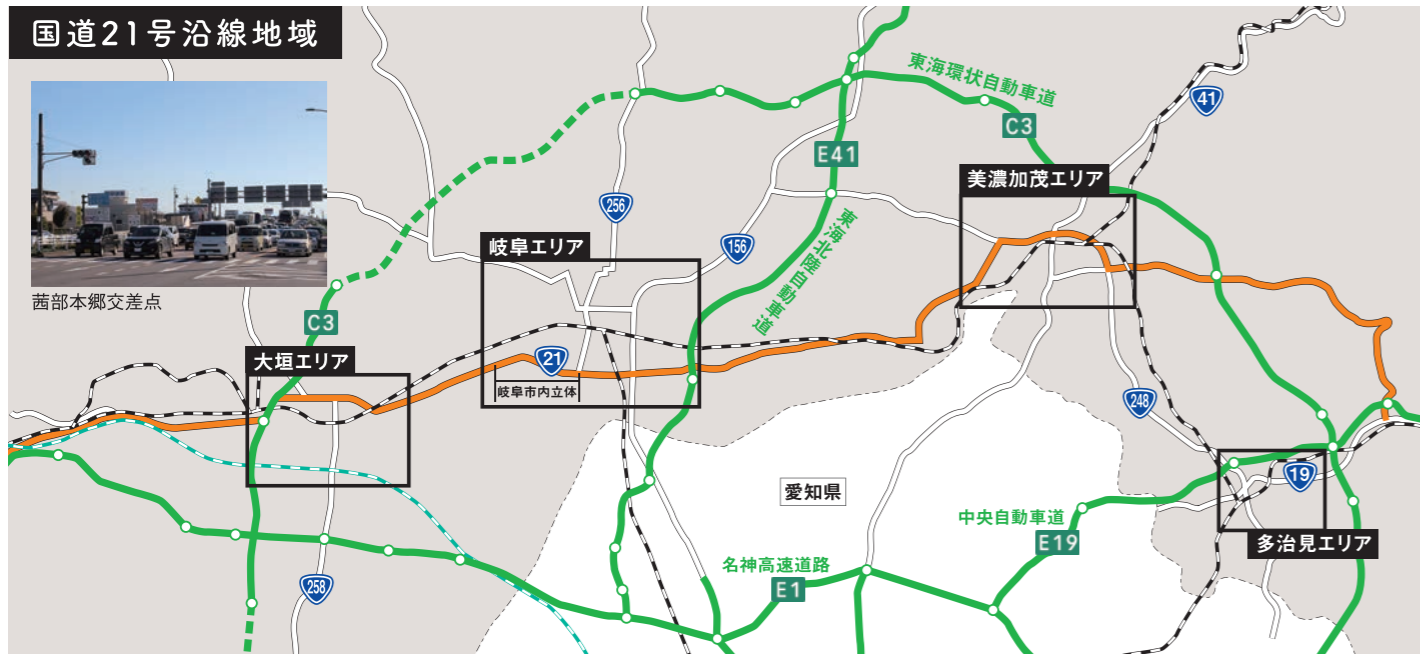 国道21号沿線地域
茜部本郷交差点
東海環状自動車道
C3
41
E41
美濃加茂エリア
256
岐阜エリア
156
東海北陸自動車道
C3
大垣エリア
21
岐阜市内立体
248
愛知県
19
中央自動車道
E19
多治見エリア
名神高速道路
E1
258